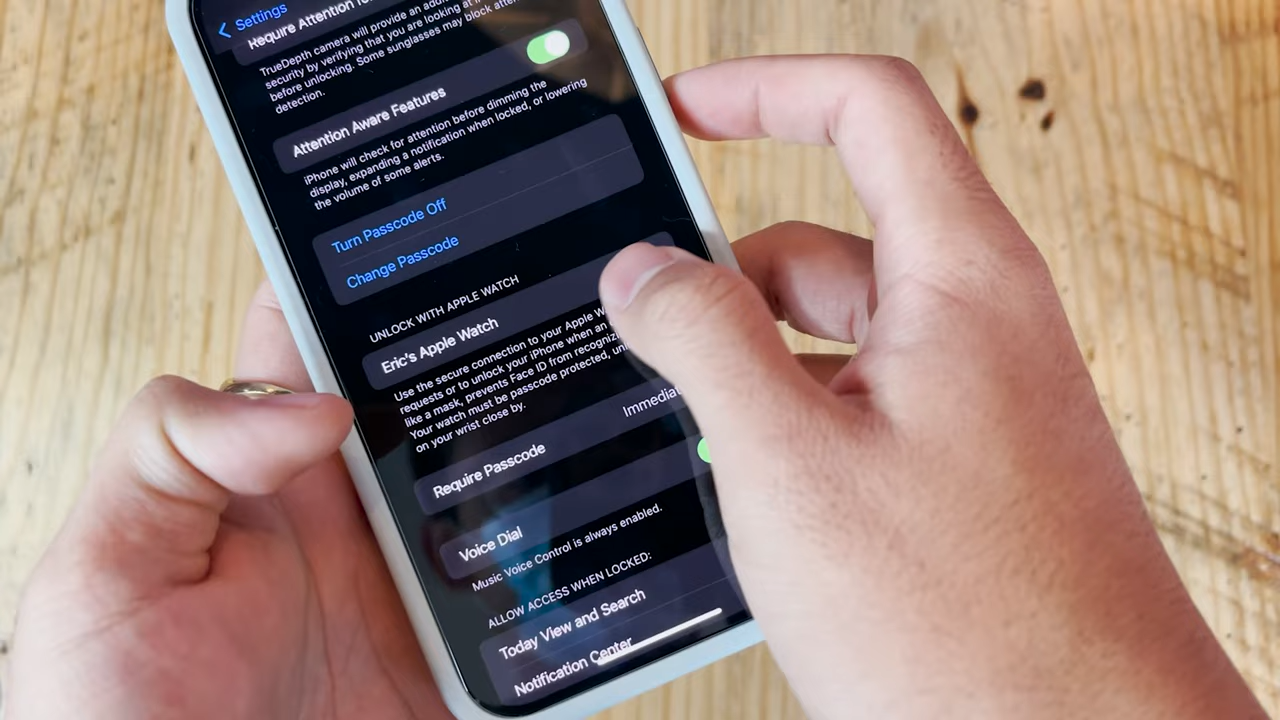 Settings
Require Attention
TrueDepth camera will provide an
security by verifying that you are looking at
before unlocking. Some sunglasses may block
detection.
Attention Aware Features
iPhone will check for attention before dimming the
display, expanding a notification when locked, or lowering
the volume of some alerts.
Turn Passcode Off
Change Passcode
UNLOCK WITH APPLE WATCH
Eric's Apple Watch
Use the secure connection to your Apple
requests or to unlock your iPhone when an
like a mask, prevents Face ID from
Your watch must be passcode protected,
on your wrist close by.
Require Passcode
Voice Dial
Music Voice Control is always enabled.
ALLOW ACCESS WHEN LOCKED:
Today View and Search
Notification Center